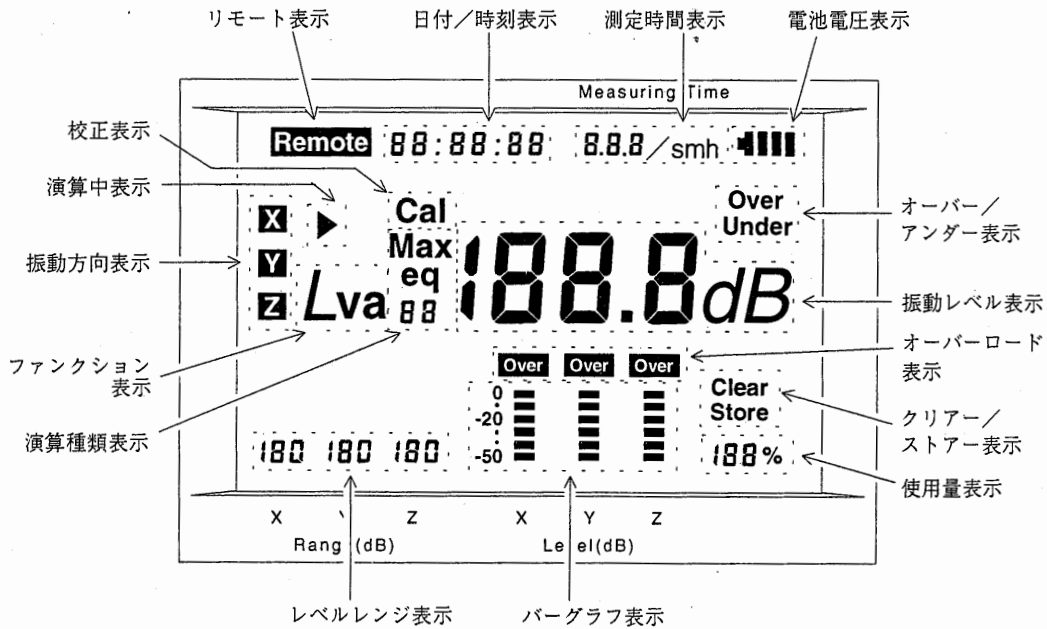 リモート表示
日付／時刻表示
測定時間表示
電池電圧表示
Measuring Time
校正表示
Remote
88:88:88
8.8.8/smh
演算中表示
X
Cal
Over
Under
オーバー／
アンダー表示
振動方向表示
Y
Max
eq
188.8dB
Z
Lva
88
振動レベル表示
ファンクション
表示
Over Over Over
オーバーロード
表示
演算種類表示
0
-20
-50
Clear
Store
クリアー／
ストアー表示
180 180 180
188%
使用量表示
X
Z
X Y Z
Range (dB)
Level(dB)
レベルレンジ表示
バーグラフ表示